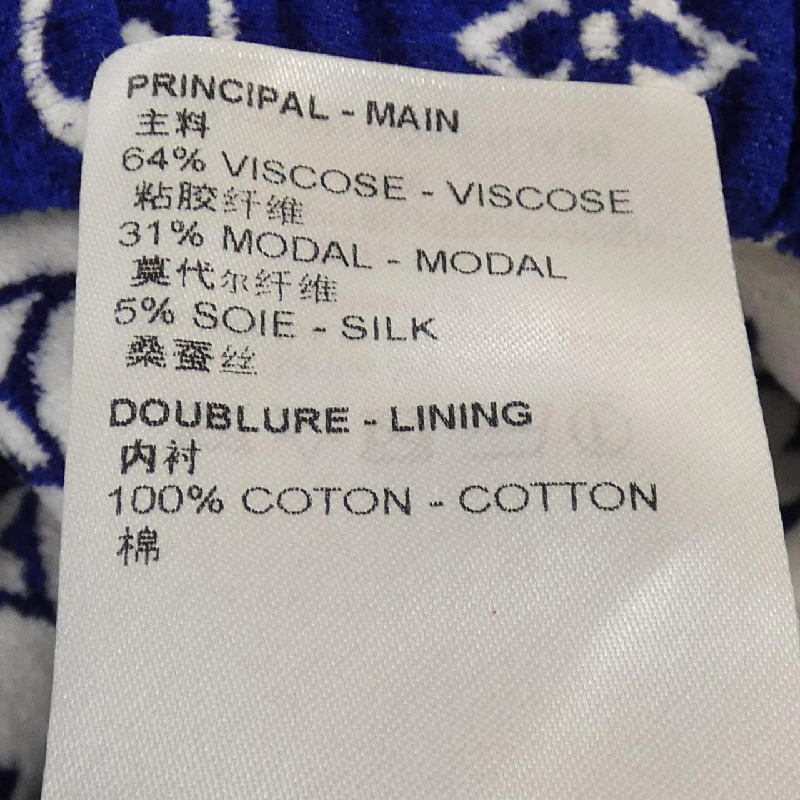 PRINCIPAL - MAIN
主料
64% VISCOSE - VISCOSE
粘胶纤维
31% MODAL - MODAL
莫代尔纤维
5% SOIE - SILK
桑蚕丝
DOUBLURE - LINING
内衬
100% COTON - COTTON
棉